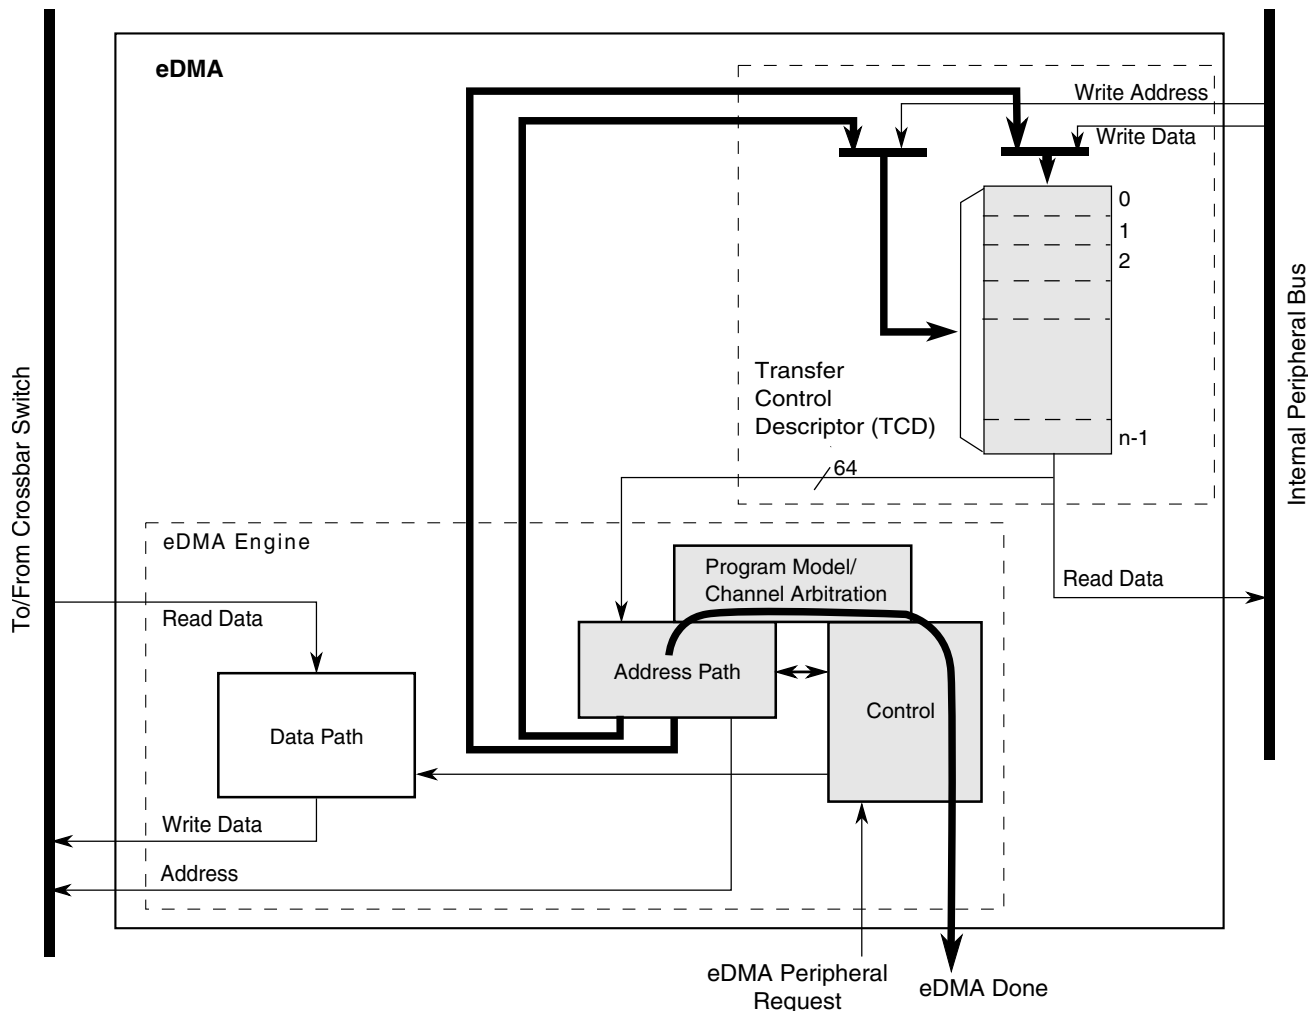 eDMA
Write Address
Write Data
0
1
2
n-1
Transfer
Control
Descriptor (TCD)
64
Internal Peripheral Bus
To/From Crossbar Switch
eDMA Engine
Program Model/
Channel Arbitration
Read Data
Read Data
Address Path
Control
Data Path
Write Data
Address
eDMA Peripheral
Request
eDMA Done